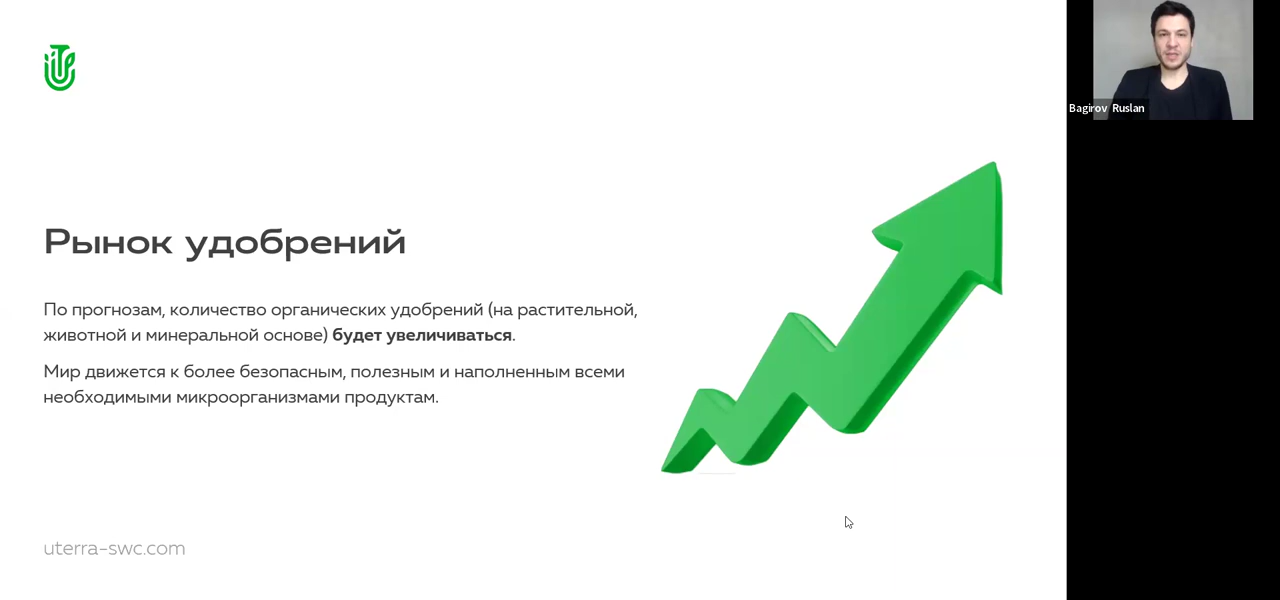 Bagirov Ruslan
Рынок удобрений
По прогнозам, количество органических удобрений (на растительной,
животной и минеральной основе) будет увеличиваться.
Мир движется к более безопасным, полезным и наполненным всеми
необходимыми микроорганизмами продуктам.
uterra-swc.com